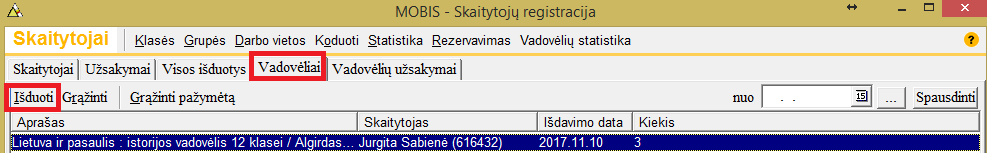 MOBIS - Skaitytojų registracija
Skaitytojai Klasės Grupės Darbo vietos Koduoti Statistika Rezervavimas Vadovėlių statistika ?
Skaitytojai Užsakymai Visos išduotys Vadovėliai Vadovėlių užsakymai
Išduoti Grąžinti Grąžinti pažymėtą nuo . . 15 ... Spausdinti
Aprašas Skaitytojas Išdavimo data Kiekis
Lietuva ir pasaulis : istorijos vadovėlis 12 klasei / Algirdas... Jurgita Sabienė (616432) 2017.11.10 3